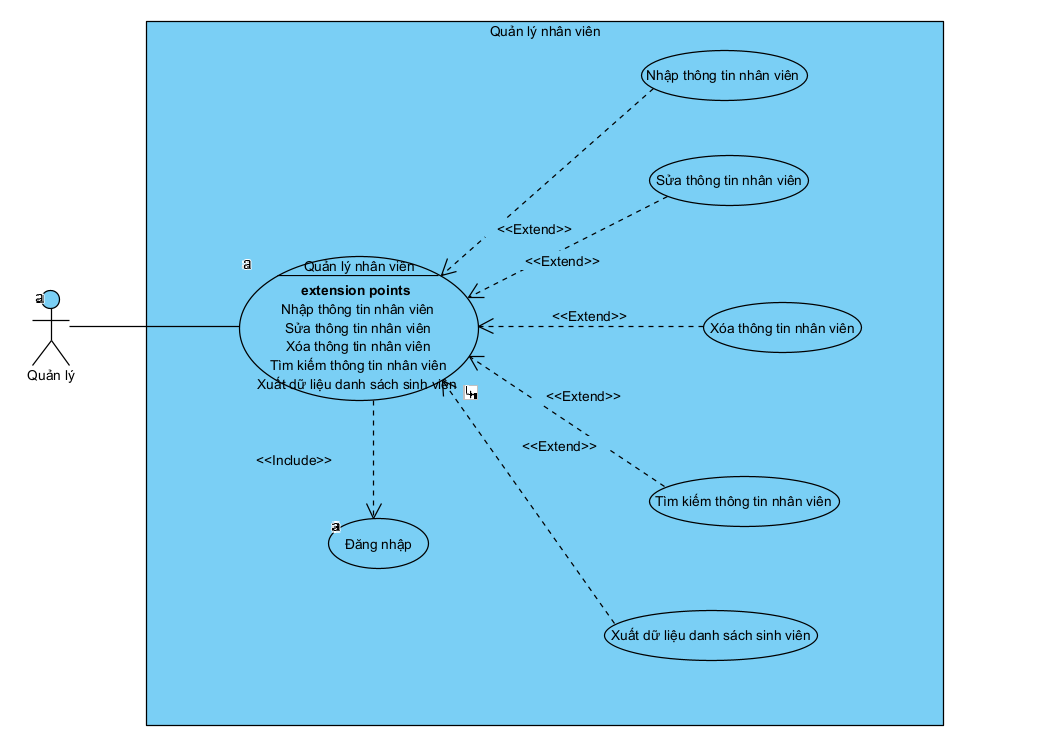 Quản lý nhân viên
Nhập thông tin nhân viên
Sửa thông tin nhân viên
<<Extend>>
<<Extend>>
a
Quản lý nhân viên
extension points
Nhập thông tin nhân viên
Sửa thông tin nhân viên
Xóa thông tin nhân viên
Tìm kiếm thông tin nhân viên
Xuất dữ liệu danh sách sinh viên
a
Quản lý
<<Extend>>
Xóa thông tin nhân viên
<<Extend>>
<<Extend>>
<<Include>>
Tìm kiếm thông tin nhân viên
a
Đăng nhập
Xuất dữ liệu danh sách sinh viên